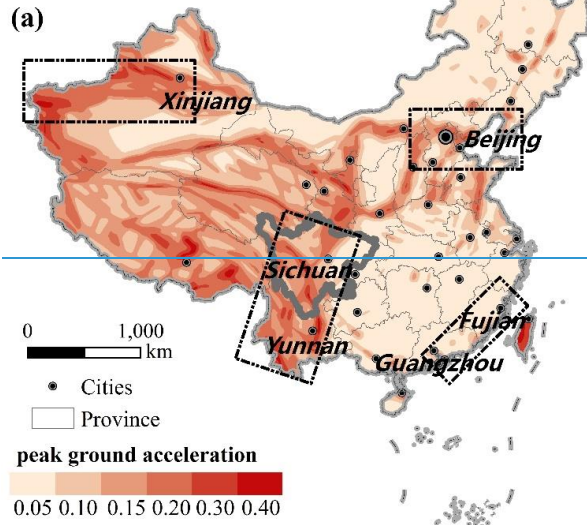 (a)
Xinjiang
Beijing
Sichuan
Yunnan
Fujian
Guangzhou
0 1,000
km
Cities
Province
peak ground acceleration
0.05 0.10 0.15 0.20 0.30 0.40